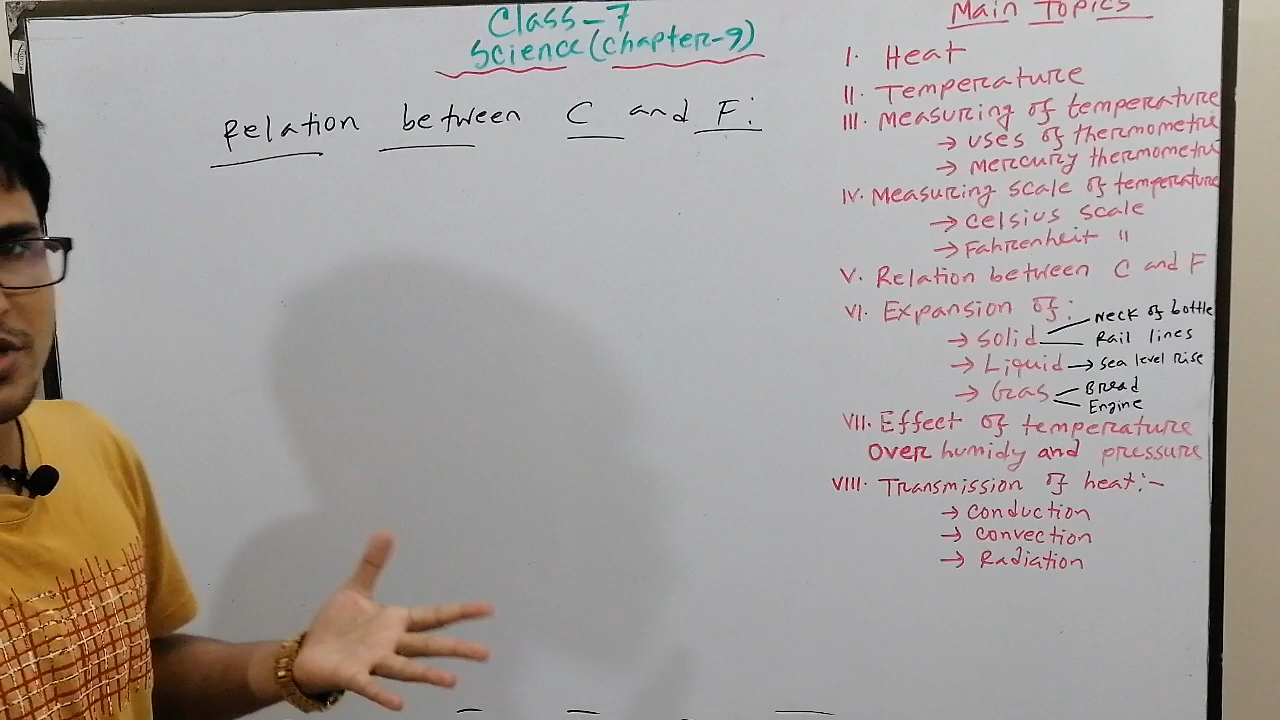 Class-7
Science (chapter-9)
Relation between C and F:
Main Topics
I. Heat
II. Temperature
III. Measuring of temperature
→ uses of thermometre
→ Mercury thermometre
IV. Measuring scale of temperature
→ Celsius scale
→ Fahrenheit "
V. Relation between C and F
VI. Expansion of:
→ Solid Neck of bottle
Rail lines
→ Liquid → Sea level rise
→ Gas Bread
Engine
VII. Effect of temperature
over humidy and pressure
VIII. Transmission of heat:-
→ Conduction
→ Convection
→ Radiation